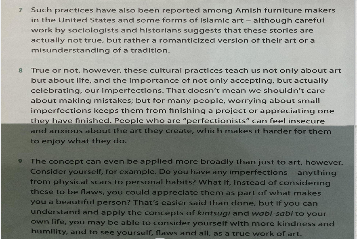 7 Such practices have also been reported among Amish furniture makers
in the United States and some forms of Islamic art – although careful
work by sociologists and historians suggests that these stories are
actually not true, but rather a romanticized version of their art or a
misunderstanding of a tradition.
8 True or not, however, these cultural practices teach us not only about art
but about life, and the importance of not only accepting, but actually
celebrating, our imperfections. That doesn't mean we shouldn't care
about making mistakes; but for many people, worrying about small
imperfections keeps them from finishing a project or appreciating one
they have finished. People who are "perfectionists" can feel insecure
and anxious about the art they create, which makes it harder for them
to enjoy what they do.
9 The concept can even be applied more broadly than just to art, however.
Consider yourself, for example. Do you have any imperfections – anything
from physical scars to personal habits? What if, instead of considering
these to be flaws, you could appreciate them as part of what makes
you a beautiful person? That's easier said than done, but if you can
understand and apply the concepts of kintsugi and wabi sabi to your
own life, you may be able to consider yourself with more kindness and
humility, and to see yourself, flaws and all, as a true work of art.